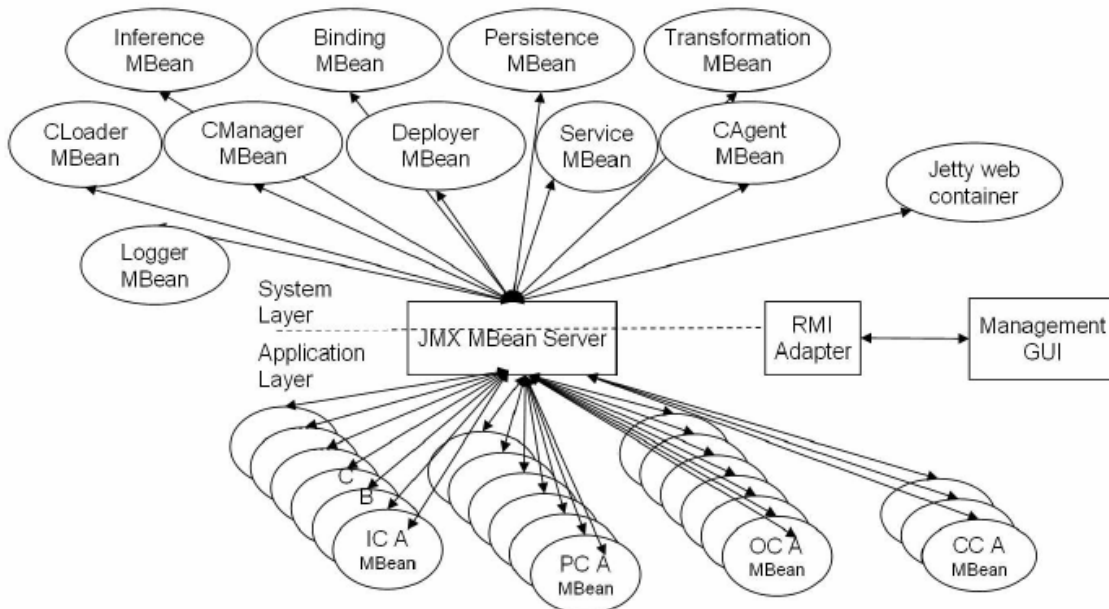 Inference
MBean
Binding
MBean
Persistence
MBean
Transformation
MBean
CLoader
MBean
CManager
MBean
Deployer
MBean
Service
MBean
CAgent
MBean
Jetty web
container
Logger
MBean
System
Layer
JMX MBean Server
RMI
Adapter
Management
GUI
Application
Layer
C
B
IC A
MBean
PC A
MBean
OC A
MBean
CC A
MBean